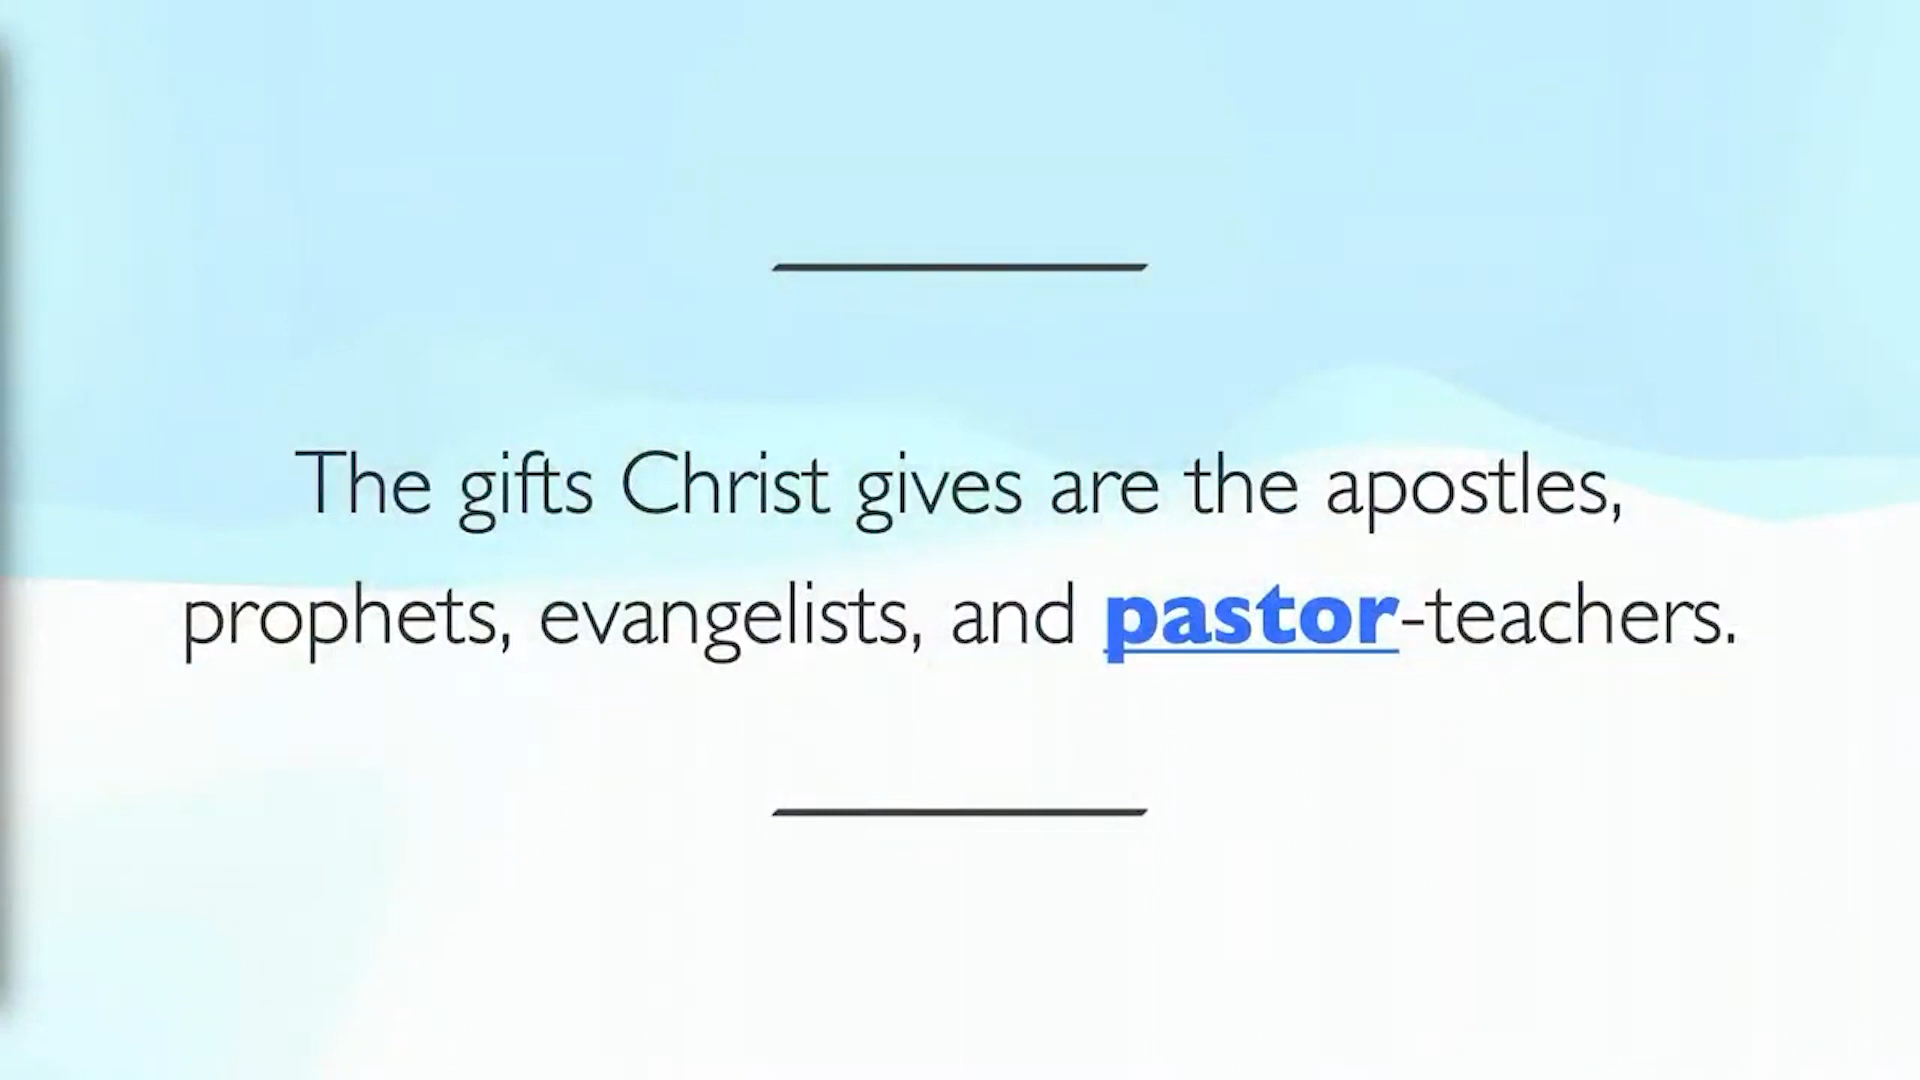 The gifts Christ gives are the apostles,
prophets, evangelists, and pastor-teachers.